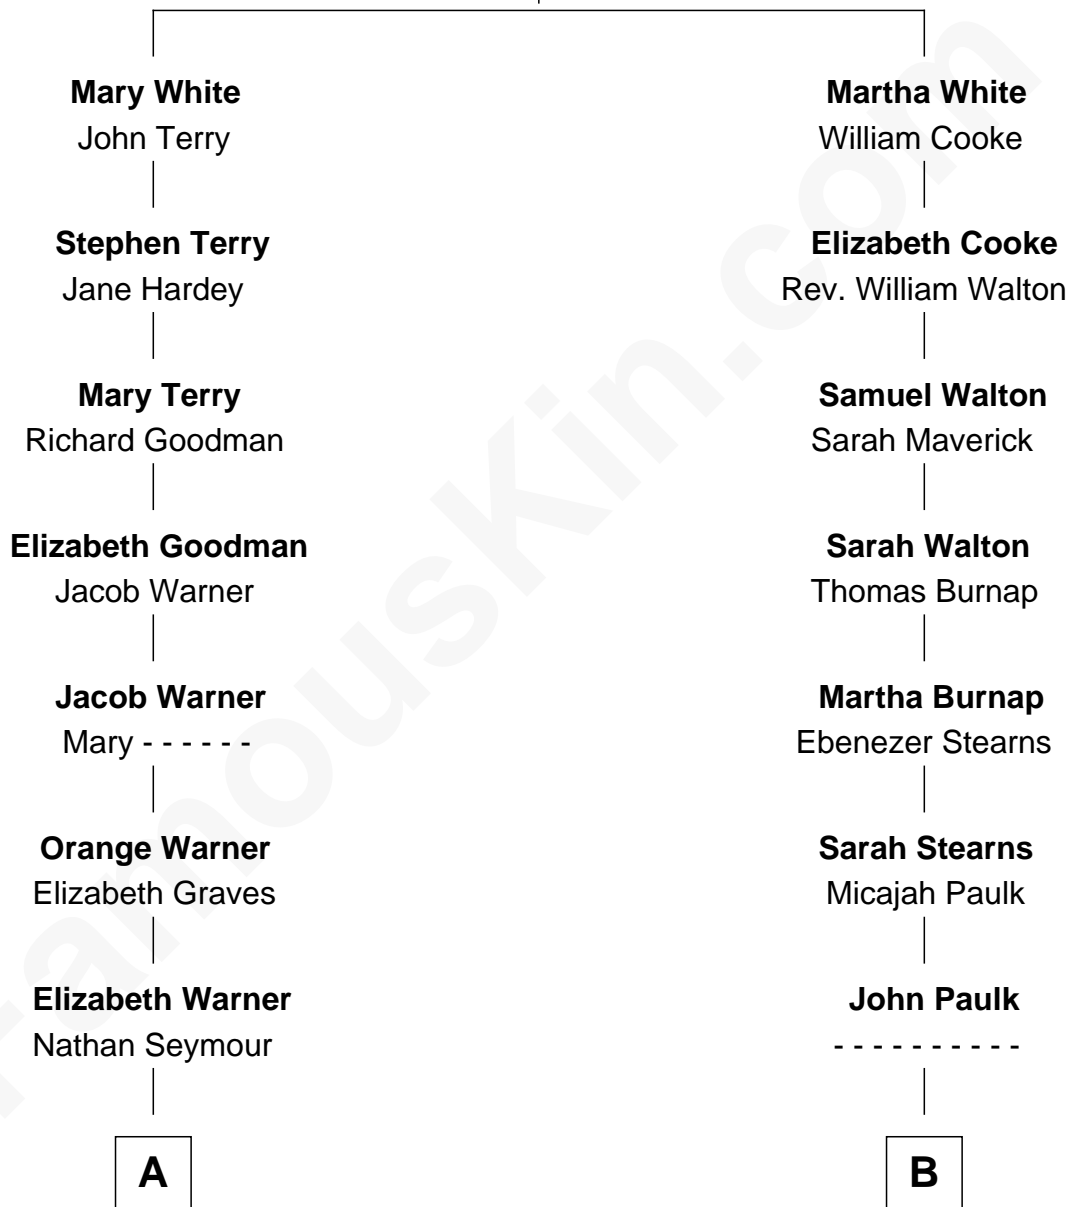 Mary White
John Terry
Stephen Terry
Jane Hardey
Mary Terry
Richard Goodman
Elizabeth Goodman
Jacob Warner
Jacob Warner
Mary - - - - - -
Orange Warner
Elizabeth Graves
Elizabeth Warner
Nathan Seymour
A
Martha White
William Cooke
Elizabeth Cooke
Rev. William Walton
Samuel Walton
Sarah Maverick
Sarah Walton
Thomas Burnap
Martha Burnap
Ebenezer Stearns
Sarah Stearns
Micajah Paulk
John Paulk
- - - - - - - - - -
B
FamousKin.com